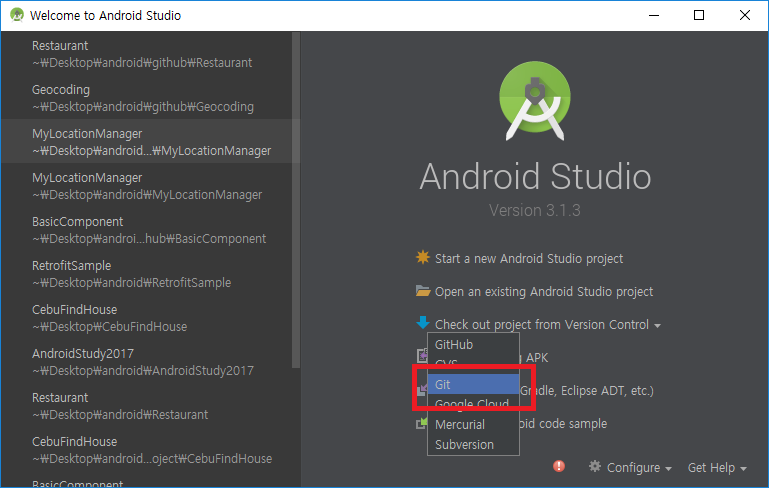 Welcome to Android Studio
Restaurant
~₩Desktop₩android₩github₩Restaurant
Geocoding
~₩Desktop₩android₩github₩Geocoding
MyLocationManager
~₩Desktop₩android...₩MyLocationManager
MyLocationManager
~₩Desktop₩android₩MyLocationManager
BasicComponent
~₩Desktop₩androi...hub₩BasicComponent
RetrofitSample
~₩Desktop₩android₩RetrofitSample
CebuFindHouse
~₩Desktop₩CebuFindHouse
AndroidStudy2017
~₩Desktop₩android₩AndroidStudy2017
Restaurant
~₩Desktop₩android₩Restaurant
CebuFindHouse
~₩Desktop₩android...oject₩CebuFindHouse
BasicComponent
Android Studio
Version 3.1.3
Start a new Android Studio project
Open an existing Android Studio project
Check out project from Version Control
GitHub
CVS
APK
Git
Gradle, Eclipse ADT, etc.)
Google Cloud
Mercurial
oid code sample
Subversion
Configure
Get Help